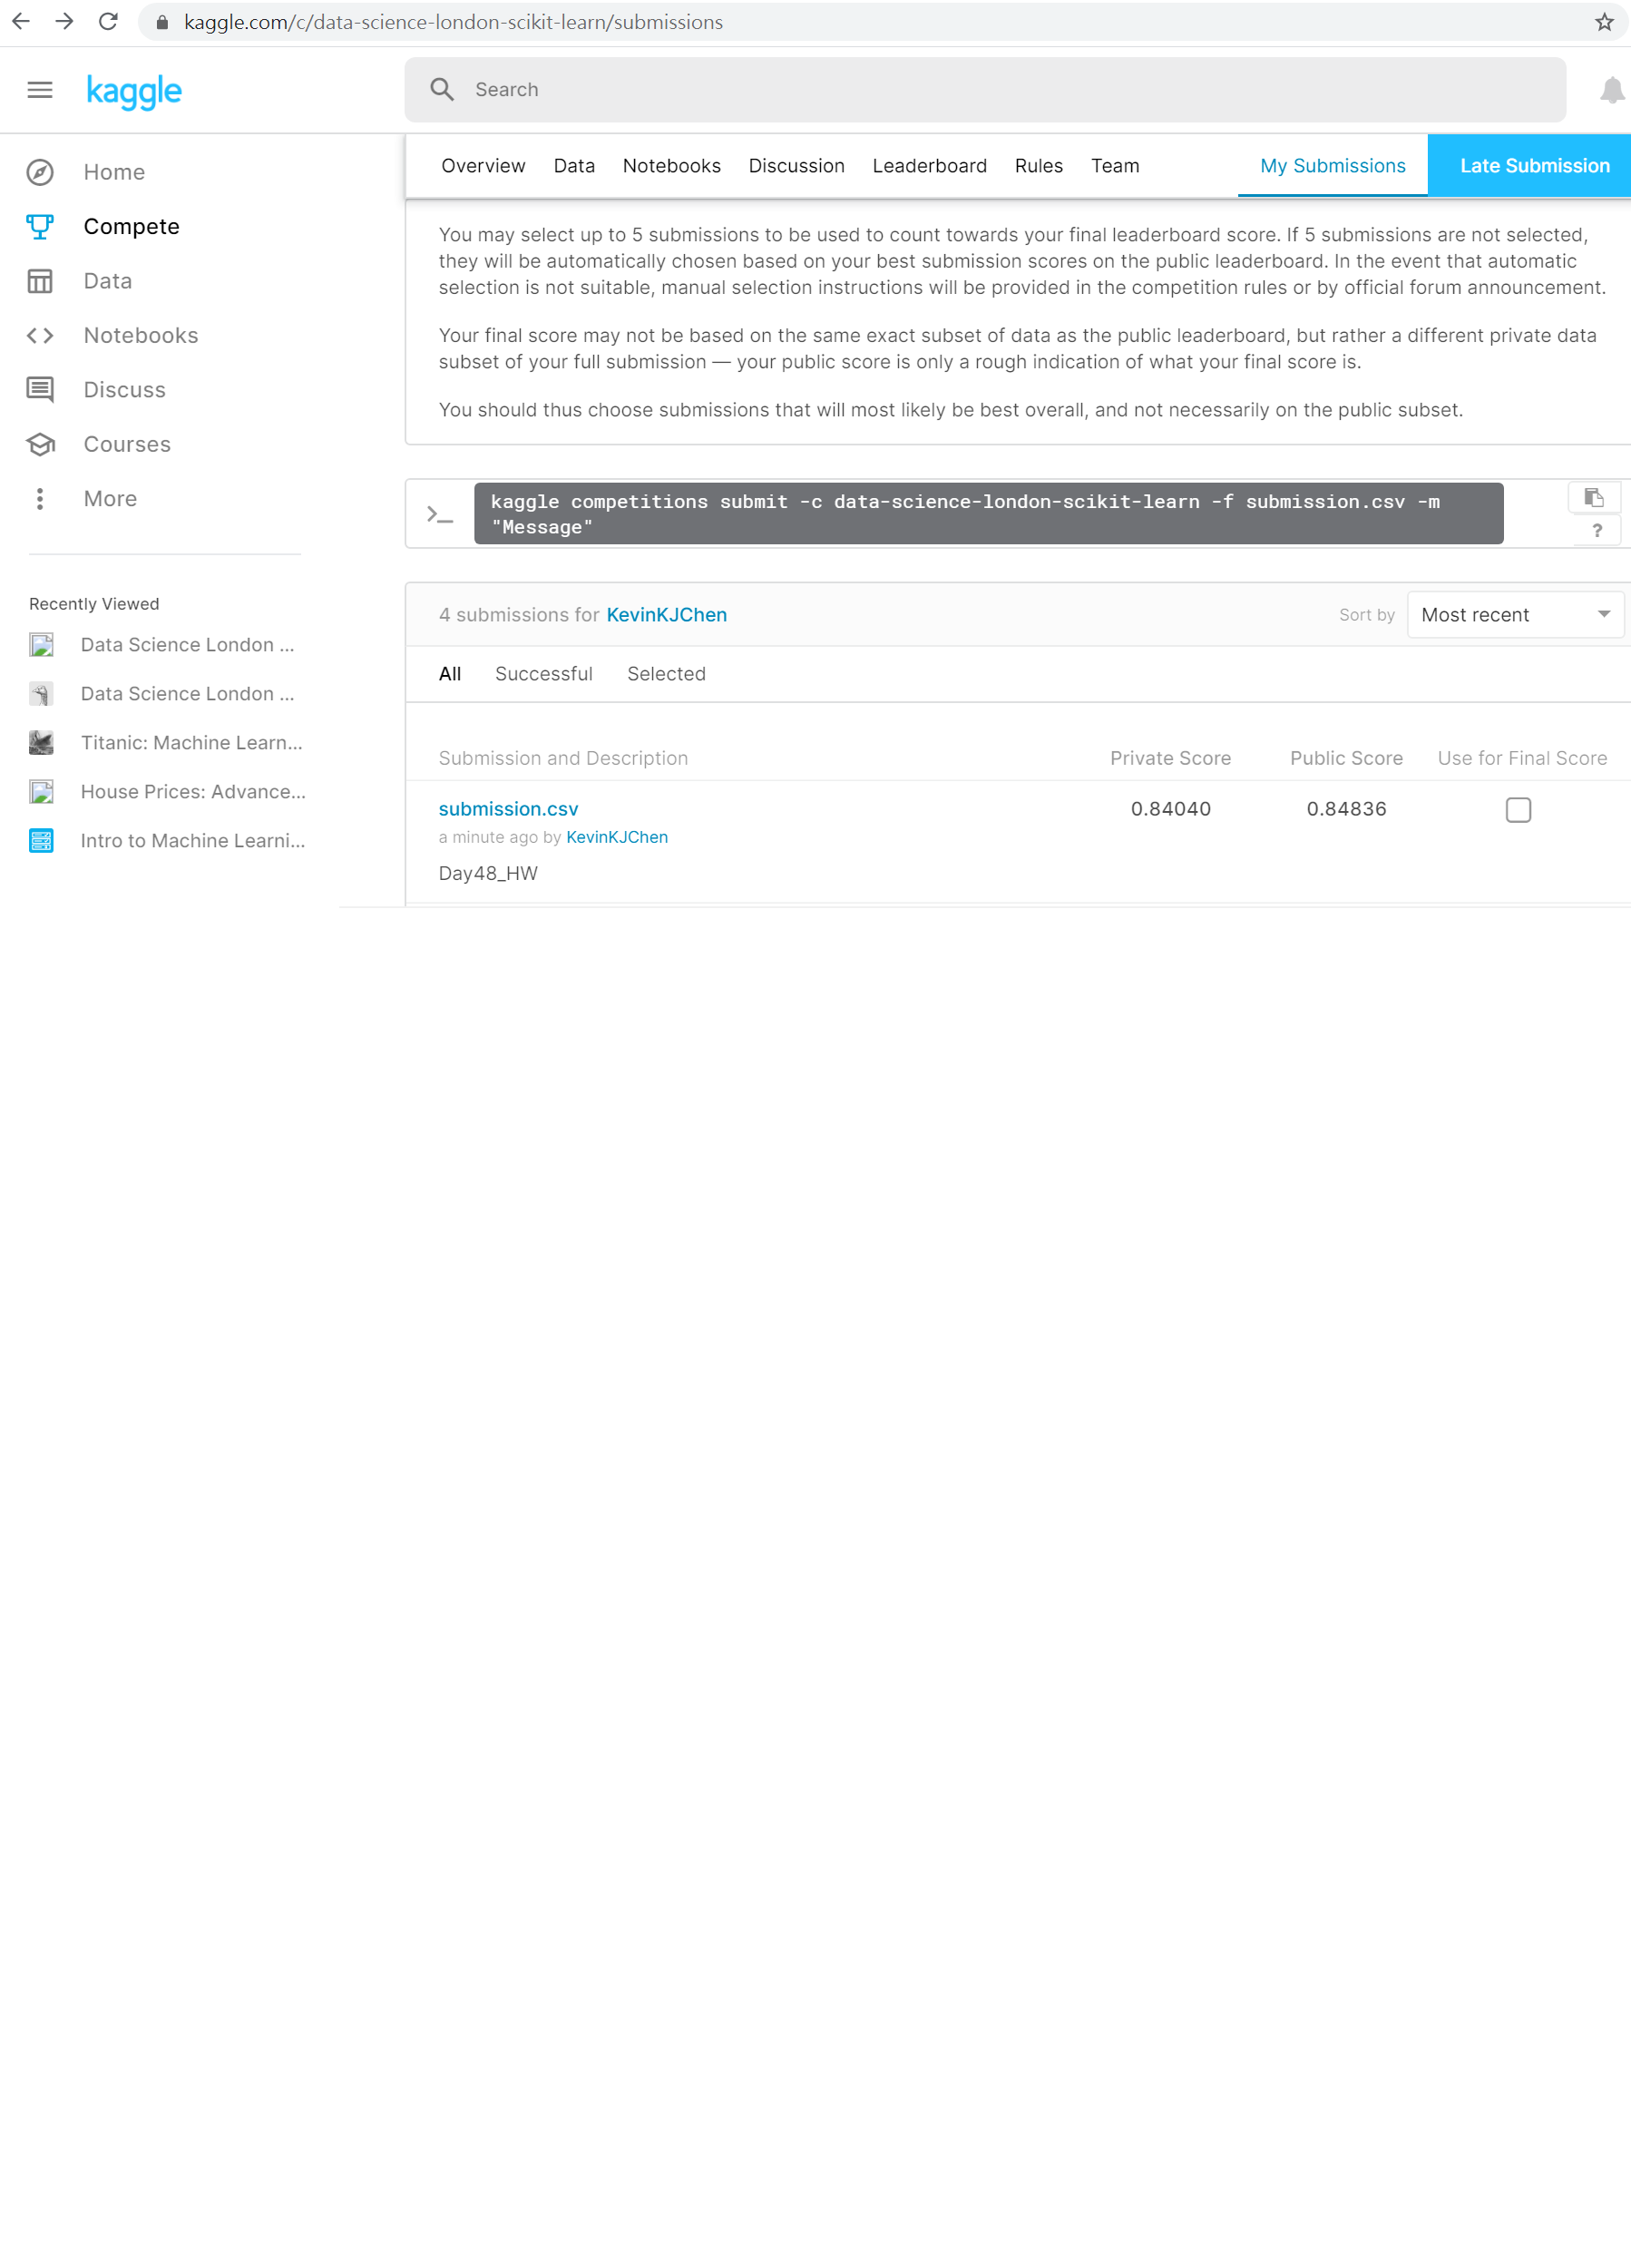 kaggle.com/c/data-science-london-scikit-learn/submissions
kaggle
Search
Home
Compete
Data
Notebooks
Discuss
Courses
More
Recently Viewed
Data Science London ...
Data Science London ...
Titanic: Machine Learn...
House Prices: Advance...
Intro to Machine Learni...
Overview Data Notebooks Discussion Leaderboard Rules Team My Submissions Late Submission
You may select up to 5 submissions to be used to count towards your final leaderboard score. If 5 submissions are not selected,
they will be automatically chosen based on your best submission scores on the public leaderboard. In the event that automatic
selection is not suitable, manual selection instructions will be provided in the competition rules or by official forum announcement.
Your final score may not be based on the same exact subset of data as the public leaderboard, but rather a different private data
subset of your full submission — your public score is only a rough indication of what your final score is.
You should thus choose submissions that will most likely be best overall, and not necessarily on the public subset.
kaggle competitions submit -c data-science-london-scikit-learn -f submission.csv -m
"Message"
?
4 submissions for KevinKJChen Sort by Most recent
All Successful Selected
Submission and Description Private Score Public Score Use for Final Score
submission.csv 0.84040 0.84836
a minute ago by KevinKJChen
Day48_HW